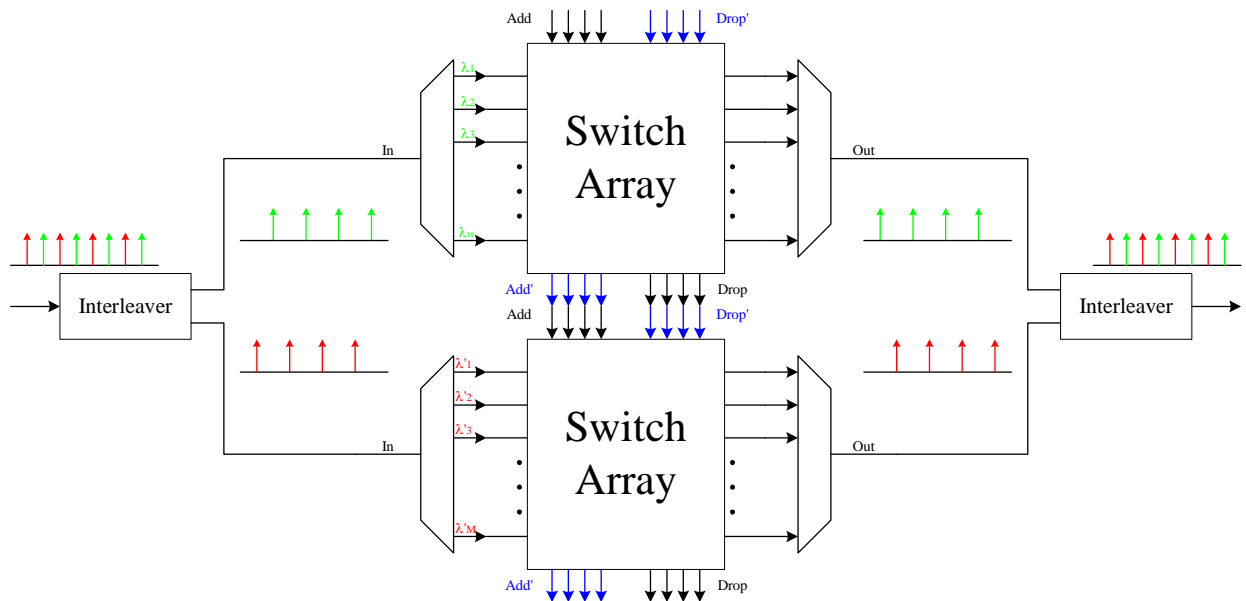 Add Drop'
λ1
λ2
Switch
λ3
In Out
Array
λM
Add' Drop
Interleaver Interleaver
Add Drop'
λ'1
λ'2
Switch
λ'3
In Out
Array
λ'M
Add' Drop